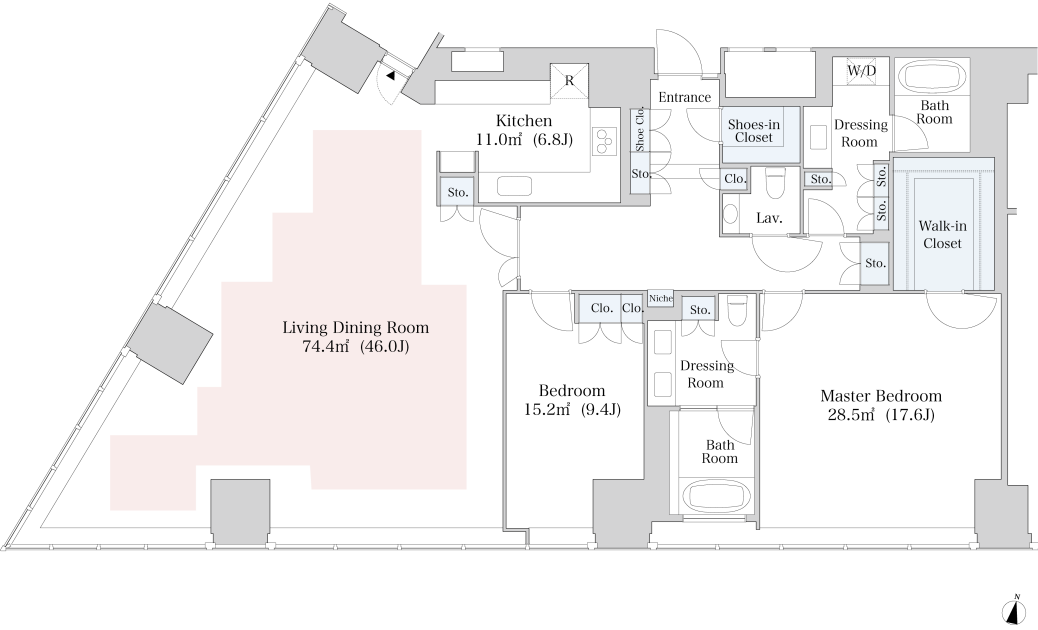 W/D
R
Entrance
Bath
Room
Kitchen
11.0㎡ (6.8J)
Shoe Clo.
Shoes-in
Closet
Dressing
Room
Sto.
Sto.
Clo.
Sto.
Sto.
Sto.
Lav.
Walk-in
Closet
Sto.
Niche
Clo.
Clo.
Sto.
Living Dining Room
74.4㎡ (46.0J)
Dressing
Room
Bedroom
15.2㎡ (9.4J)
Master Bedroom
28.5㎡ (17.6J)
Bath
Room
N